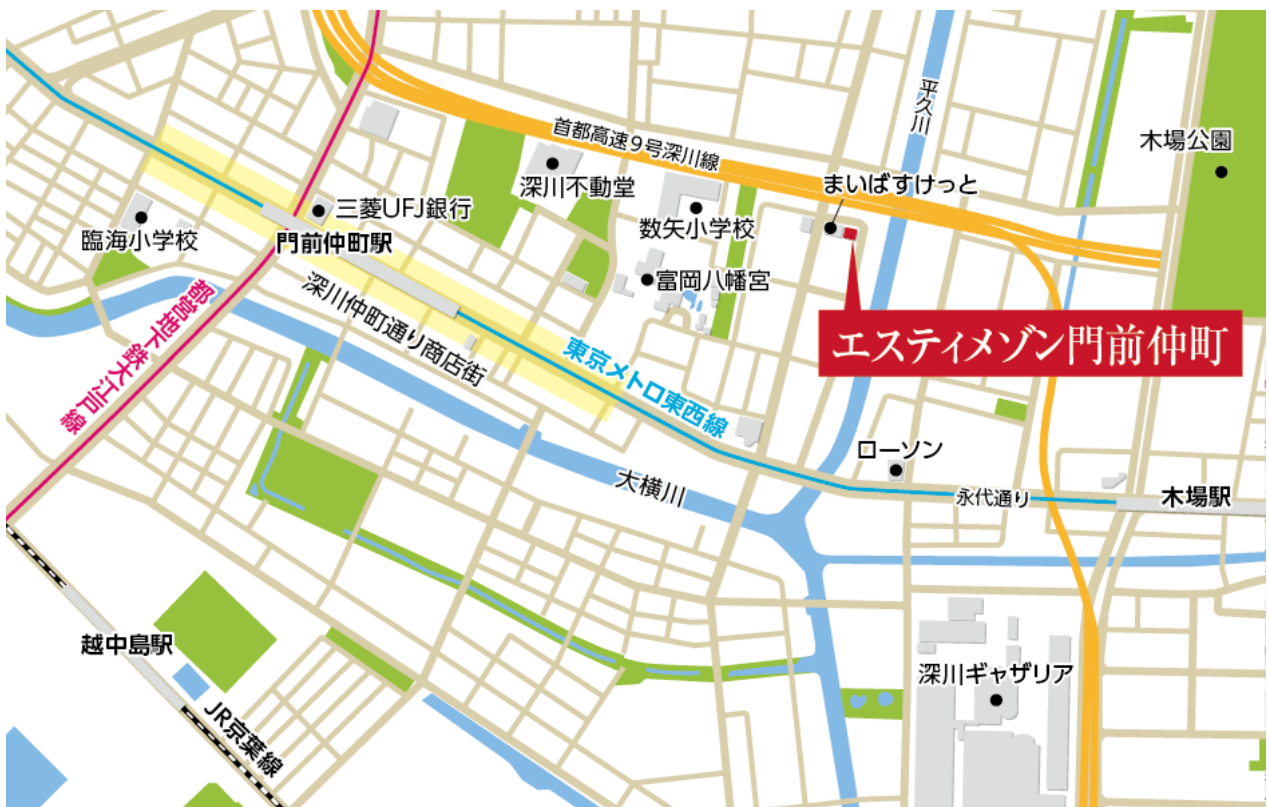 首都高速9号深川線
平久川
木場公園
深川不動堂
まいばすけっと
三菱UFJ銀行
数矢小学校
臨海小学校
門前仲町駅
富岡八幡宮
深川仲町通り商店街
都営地下鉄大江戸線
エスティメゾン門前仲町
東京メトロ東西線
ローソン
大横川
永代通り
木場駅
越中島駅
深川ギャザリア
JR京葉線